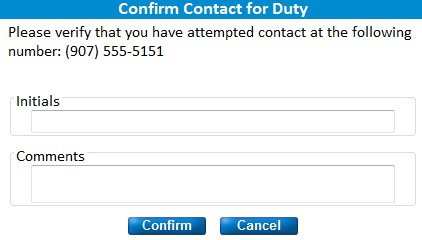 Confirm Contact for Duty
Please verify that you have attempted contact at the following
number: (907) 555-5151
Initials
Comments
Confirm Cancel